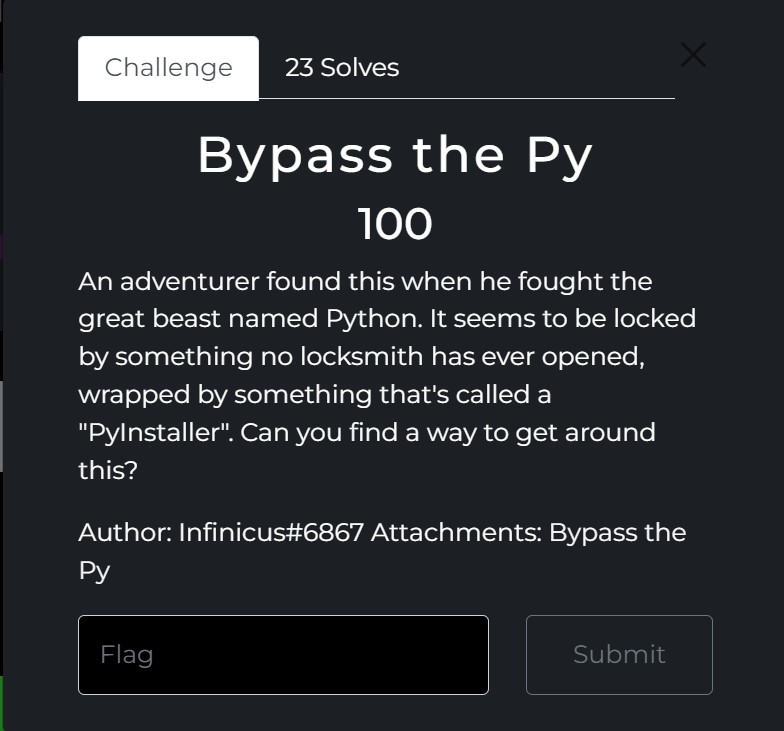 Challenge
23 Solves
Bypass the Py
100
An adventurer found this when he fought the
great beast named Python. It seems to be locked
by something no locksmith has ever opened,
wrapped by something that's called a
"PyInstaller". Can you find a way to get around
this?
Author: Infinicus#6867 Attachments: Bypass the
Py
Flag
Submit